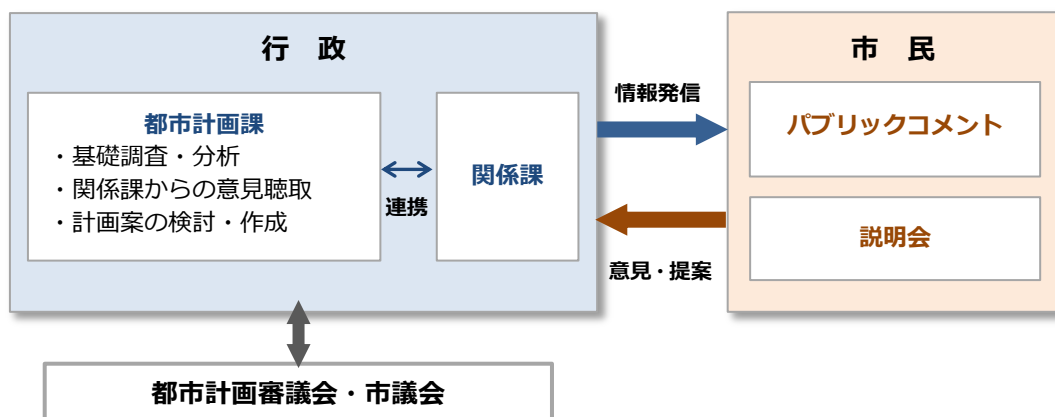 行　政
都市計画課
・基礎調査・分析
・関係課からの意見聴取
・計画案の検討・作成
連携
関係課
情報発信
意見・提案
市　民
パブリックコメント
説明会
都市計画審議会・市議会